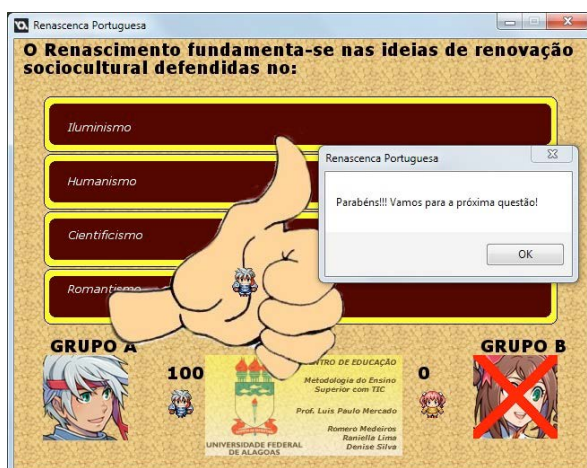 Renascenca Portuguesa
O Renascimento fundamenta-se nas ideias de renovação
sociocultural defendidas no:
Iluminismo
Humanismo
Cientificismo
Romantismo
Renascenca Portuguesa
Parabéns!!! Vamos para a próxima questão!
OK
GRUPO A
100
DE EDUCAÇÃO
Metodologia do Ensino
Superior com TIC
Prof. Luis Paulo Mercado
Romero Medeiros
Raniella Lima
Denise Silva
UNIVERSIDADE FEDERAL
DE ALAGOAS
0
GRUPO B